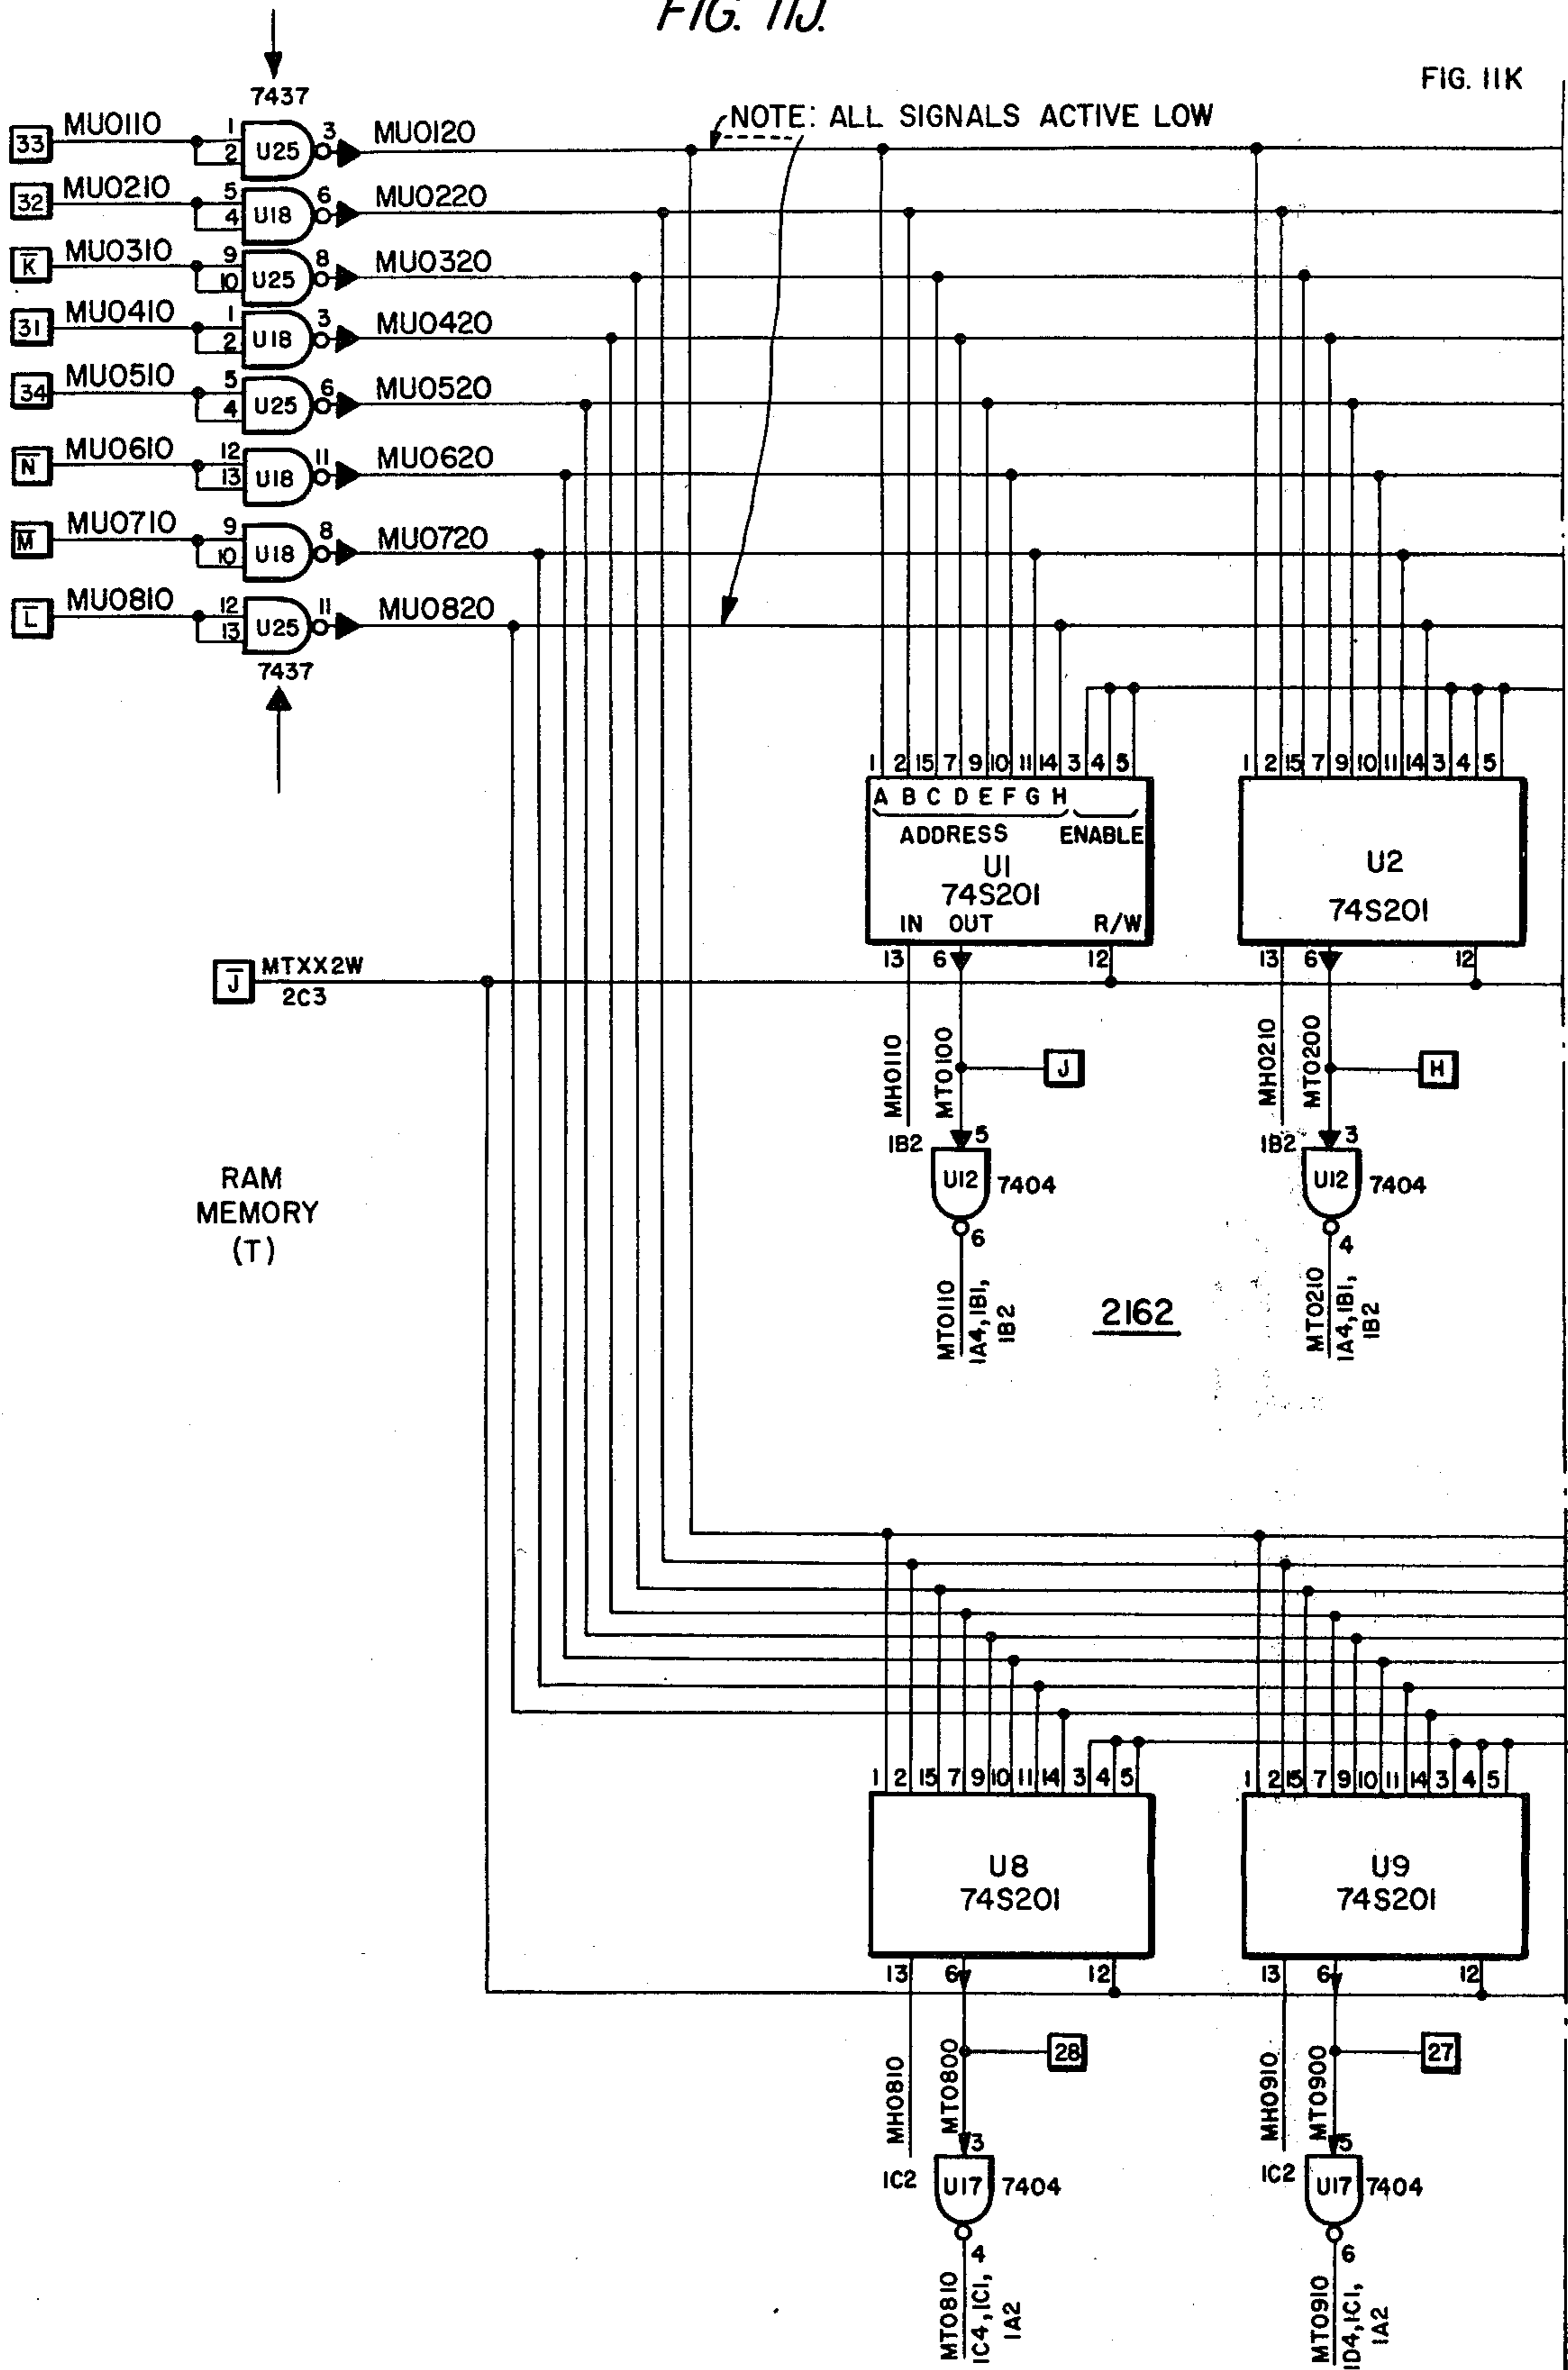 FIG. 11J.
FIG. 11K
7437
NOTE: ALL SIGNALS ACTIVE LOW
33 MU0110 1 2 U25 3 MU0120
32 MU0210 5 4 U18 6 MU0220
K̅ MU0310 9 10 U25 8 MU0320
31 MU0410 1 2 U18 3 MU0420
34 MU0510 5 4 U25 6 MU0520
N̅ MU0610 12 13 U18 11 MU0620
M̅ MU0710 9 10 U18 8 MU0720
L̅ MU0810 12 13 U25 11 MU0820
7437
1 2 15 7 9 10 11 14 3 4 5
1 2 15 7 9 10 11 14 3 4 5
A B C D E F G H
ADDRESS ENABLE
U1
74S201
IN OUT R/W
U2
74S201
13 6 12
13 6 12
J̅ MTXX2W
2C3
MH0110
MT0100
J
MH0210
MT0200
H
1B2 5
U12 7404
6
1B2 3
U12 7404
4
RAM
MEMORY
(T)
MT0110
1A4,1B1,
1B2
2162
MT0210
1A4,1B1,
1B2
1 2 15 7 9 10 11 14 3 4 5
1 2 15 7 9 10 11 14 3 4 5
U8
74S201
U9
74S201
13 6 12
13 6 12
MH0810
MT0800
28
MH0910
MT0900
27
1C2 3
U17 7404
4
1C2 5
U17 7404
6
MT0810
1C4,1C1,
1A2
MT0910
1D4,1C1,
1A2